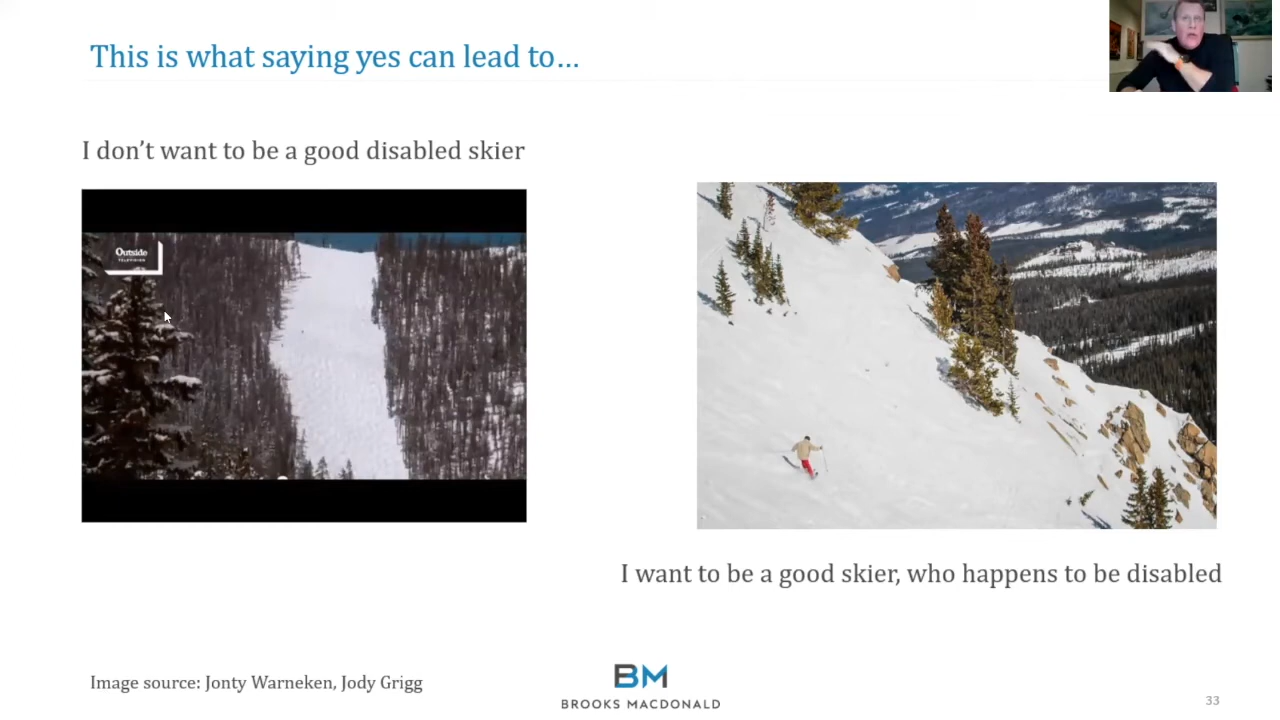 This is what saying yes can lead to…
I don’t want to be a good disabled skier
Outside
TELEVISION
I want to be a good skier, who happens to be disabled
Image source: Jonty Warneken, Jody Grigg
BM
BROOKS MACDONALD
33